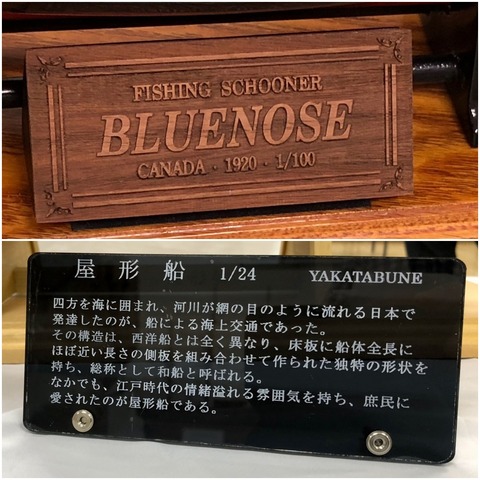 FISHING SCHOONER
BLUENOSE
CANADA · 1920 · 1/100
屋形船 1/24 YAKATABUNE
四方を海に囲まれ、河川が網の目のように流れる日本で
発達したのが、船による海上交通であった。
その構造は、西洋船とは全く異なり、床板に船体全長に
ほぼ近い長さの側板を組み合わせて作られた独特の形状を
持ち、総称として和船と呼ばれる。
なかでも、江戸時代の情緒溢れる雰囲気を持ち、庶民に
愛されたのが屋形船である。